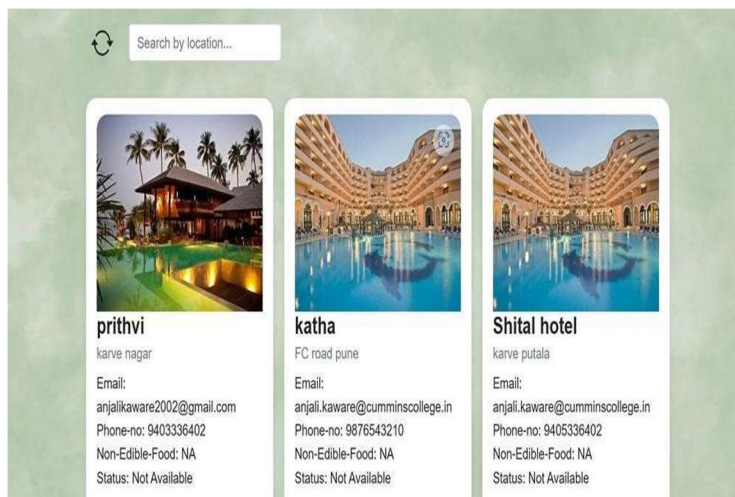 Search by location...
prithvi
karve nagar
Email:
anjalikaware2002@gmail.com
Phone-no: 9403336402
Non-Edible-Food: NA
Status: Not Available
katha
FC road pune
Email:
anjali.kaware@cumminscollege.in
Phone-no: 9876543210
Non-Edible-Food: NA
Status: Not Available
Shital hotel
karve putala
Email:
anjali.kaware@cumminscollege.in
Phone-no: 9405336402
Non-Edible-Food: NA
Status: Not Available